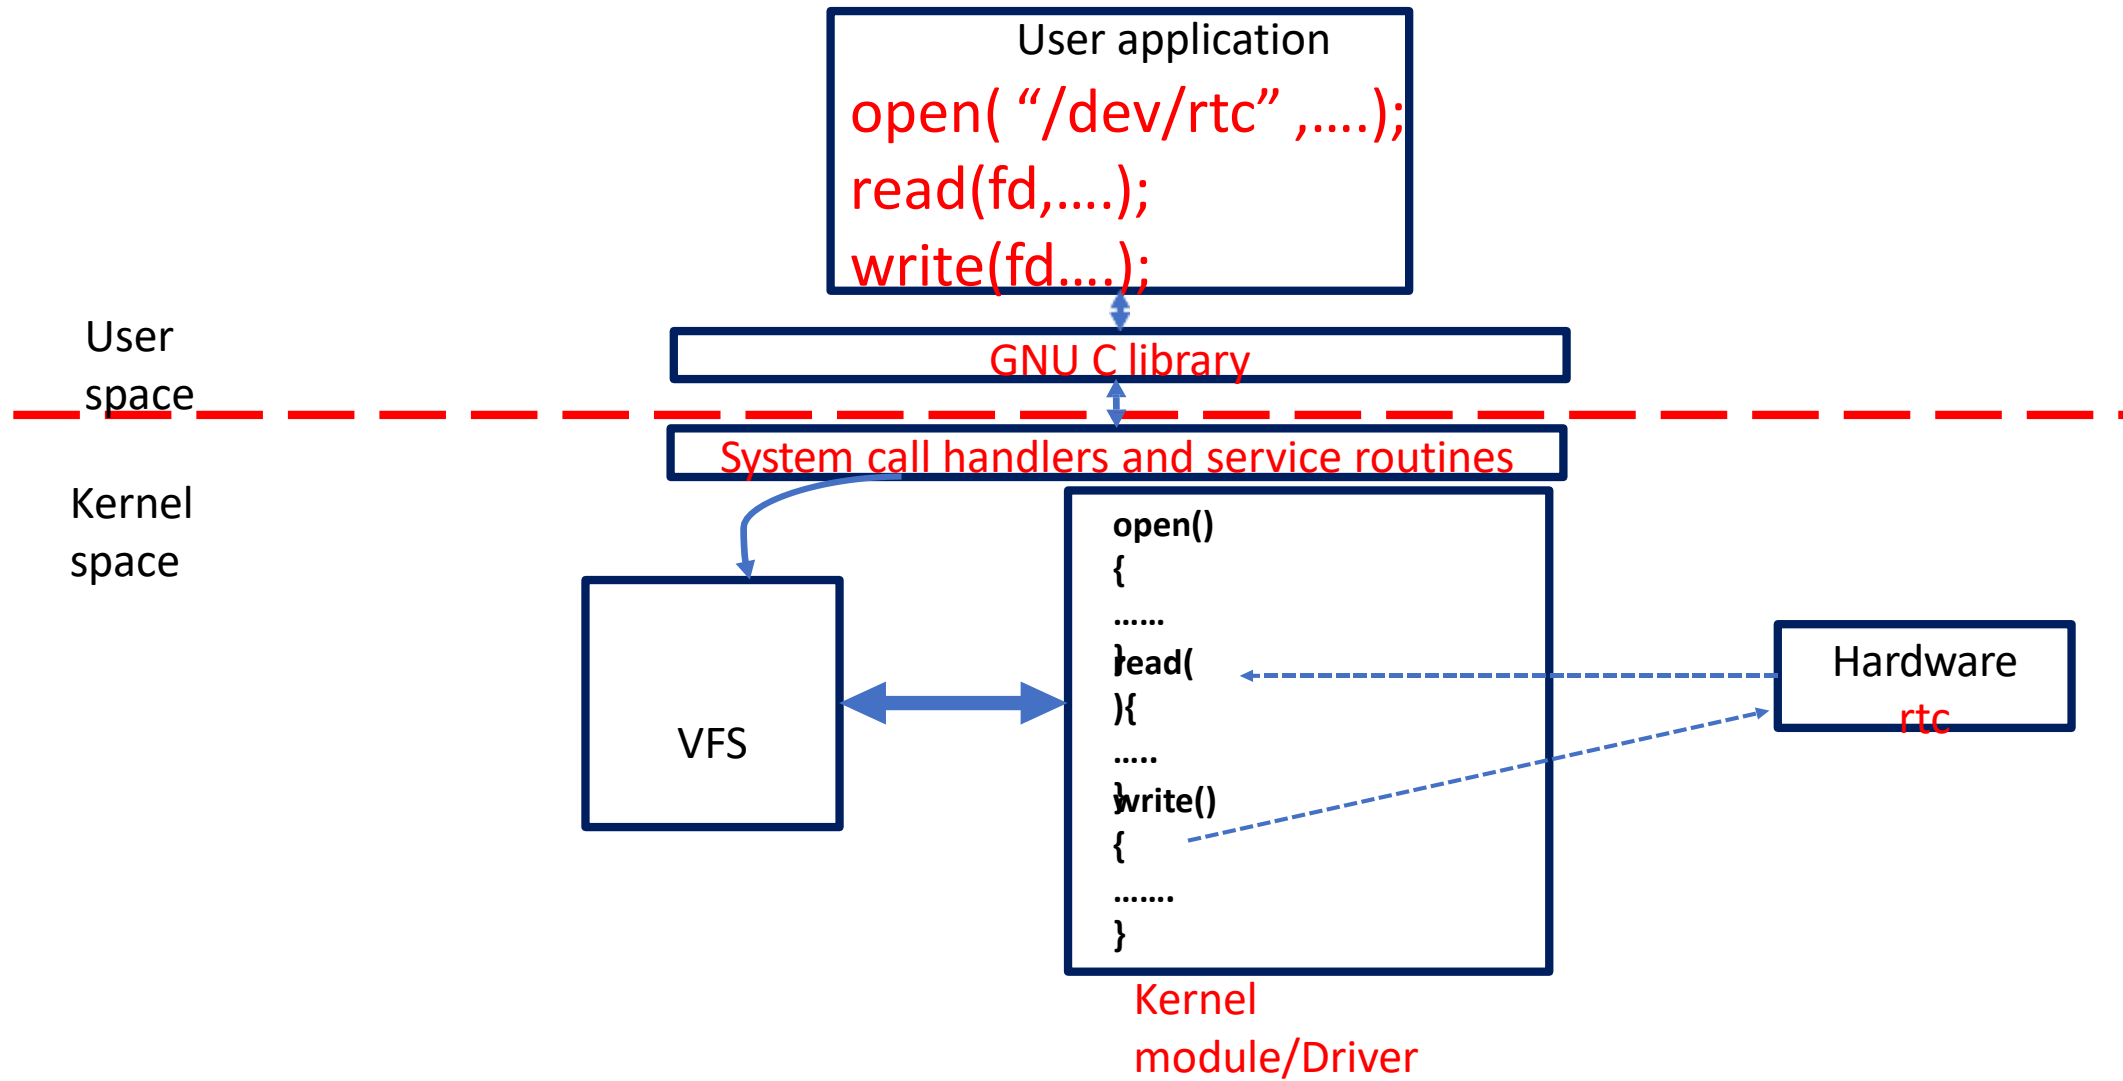 User application
open( “/dev/rtc” ,....);
read(fd,....);
write(fd....);
User
space
GNU C library
System call handlers and service routines
Kernel
space
open()
{
......
}
read(
){
.....
}
write()
{
.......
}
VFS
Hardware
rtc
Kernel
module/Driver